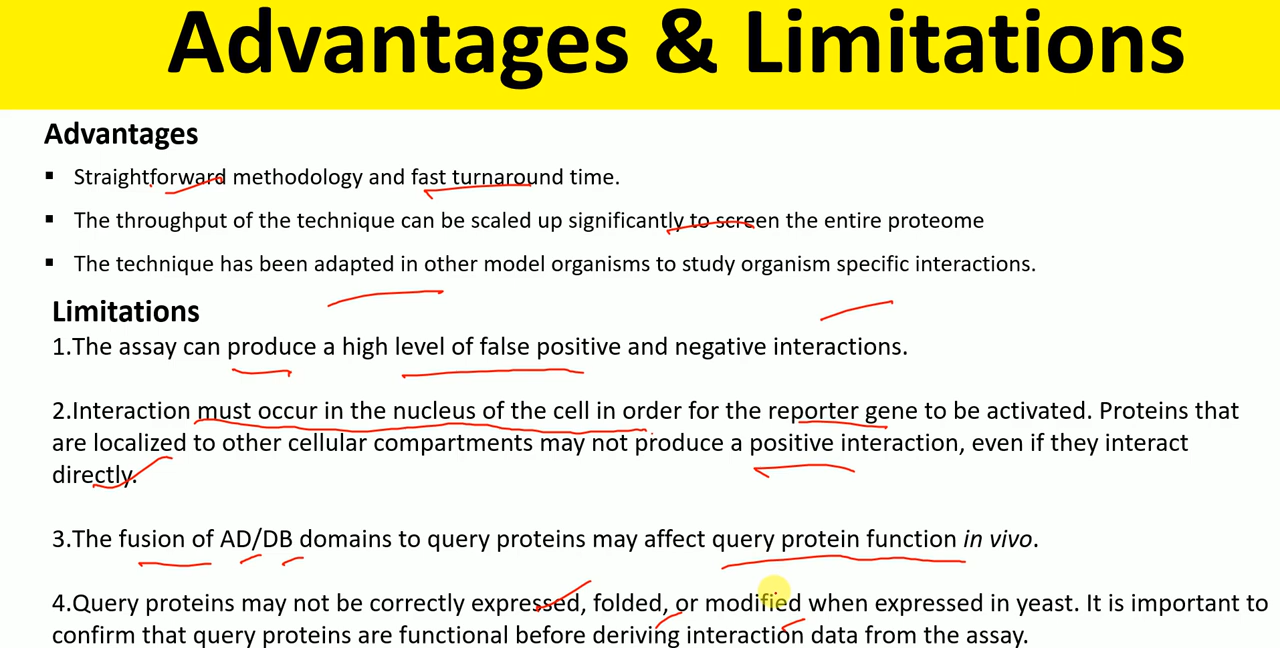 Advantages & Limitations
Advantages
▪ Straightforward methodology and fast turnaround time.
▪ The throughput of the technique can be scaled up significantly to screen the entire proteome
▪ The technique has been adapted in other model organisms to study organism specific interactions.
Limitations
1.The assay can produce a high level of false positive and negative interactions.
2.Interaction must occur in the nucleus of the cell in order for the reporter gene to be activated. Proteins that
are localized to other cellular compartments may not produce a positive interaction, even if they interact
directly.
3.The fusion of AD/DB domains to query proteins may affect query protein function in vivo.
4.Query proteins may not be correctly expressed, folded, or modified when expressed in yeast. It is important to
confirm that query proteins are functional before deriving interaction data from the assay.